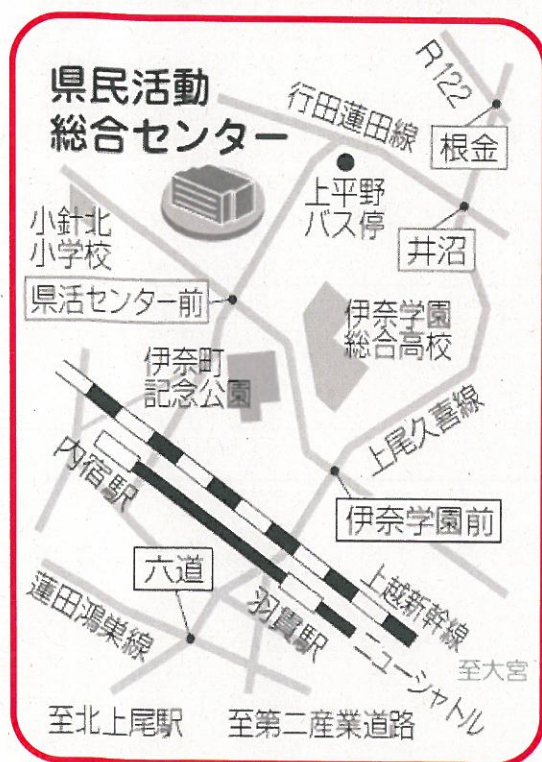 県民活動
総合センター
R122
行田蓮田線
根金
上平野
バス停
井沼
小針北
小学校
県活センター前
伊奈学園
総合高校
伊奈町
記念公園
上尾久喜線
内宿駅
伊奈学園前
六道
蓮田鴻巣線
羽貫駅
上越新幹線
ニューシャトル
至大宮
至北上尾駅
至第二産業道路